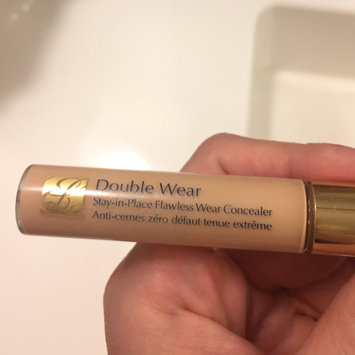 Double Wear
Stay-in-Place Flawless Wear Concealer
Anti-cernes zéro défaut tenue extrême